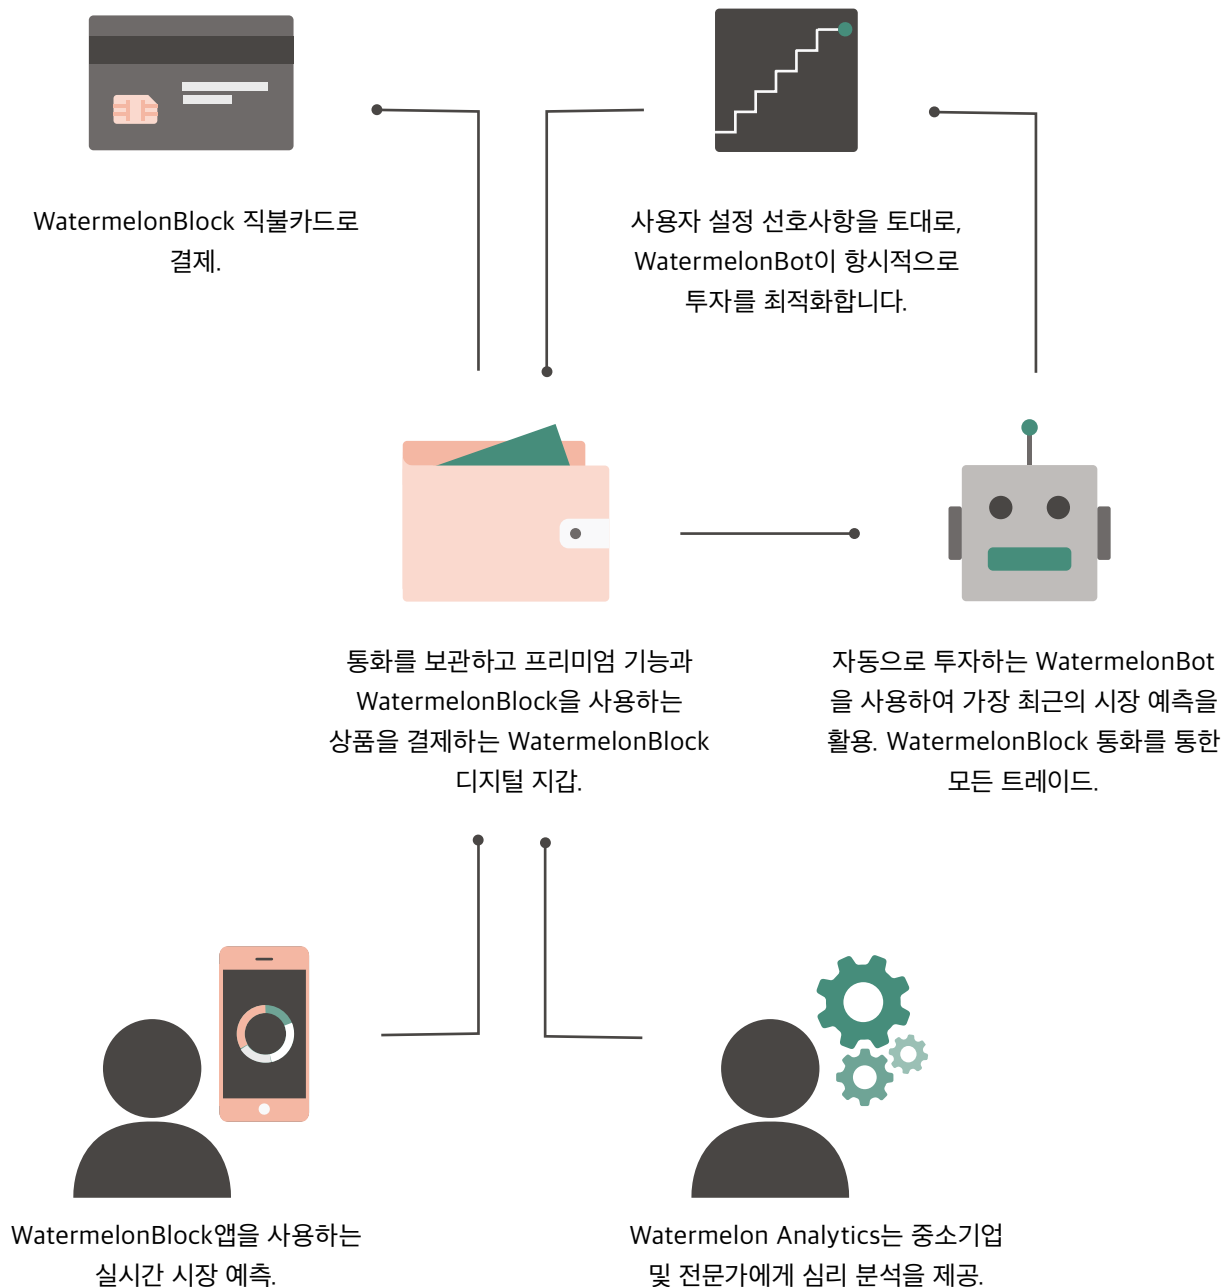 WatermelonBlock 직불카드로
결제.
사용자 설정 선호사항을 토대로,
WatermelonBot이 항시적으로
투자를 최적화합니다.
통화를 보관하고 프리미엄 기능과
WatermelonBlock을 사용하는
상품을 결제하는 WatermelonBlock
디지털 지갑.
자동으로 투자하는 WatermelonBot
을 사용하여 가장 최근의 시장 예측을
활용. WatermelonBlock 통화를 통한
모든 트레이드.
WatermelonBlock앱을 사용하는
실시간 시장 예측.
Watermelon Analytics는 중소기업
및 전문가에게 심리 분석을 제공.